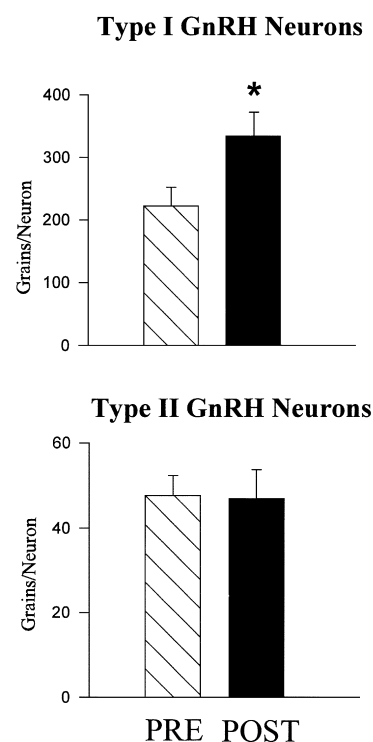 Type I GnRH Neurons
*
400
300
200
100
0
Grains/Neuron
Type II GnRH Neurons
60
40
20
0
Grains/Neuron
PRE POST